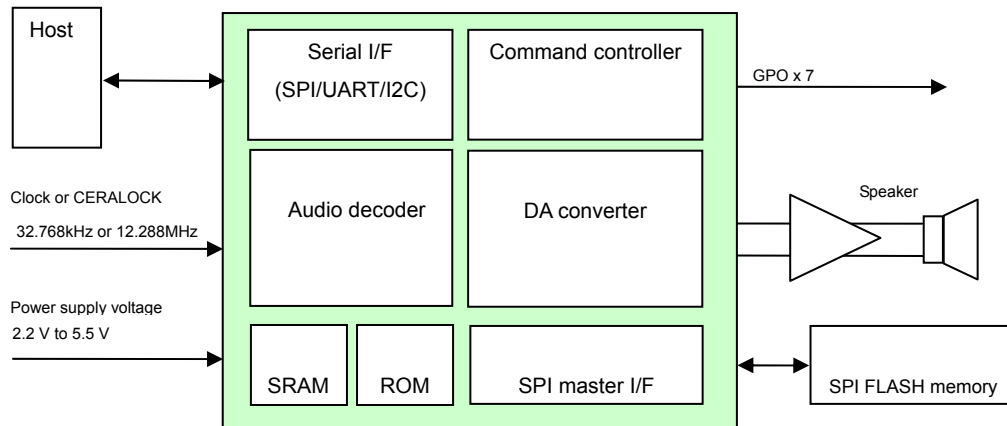 Host
Serial I/F
(SPI/UART/I2C)
Command controller
GPO x 7
Clock or CERALOCK
32.768kHz or 12.288MHz
Audio decoder
DA converter
Speaker
Power supply voltage
2.2 V to 5.5 V
SRAM
ROM
SPI master I/F
SPI FLASH memory